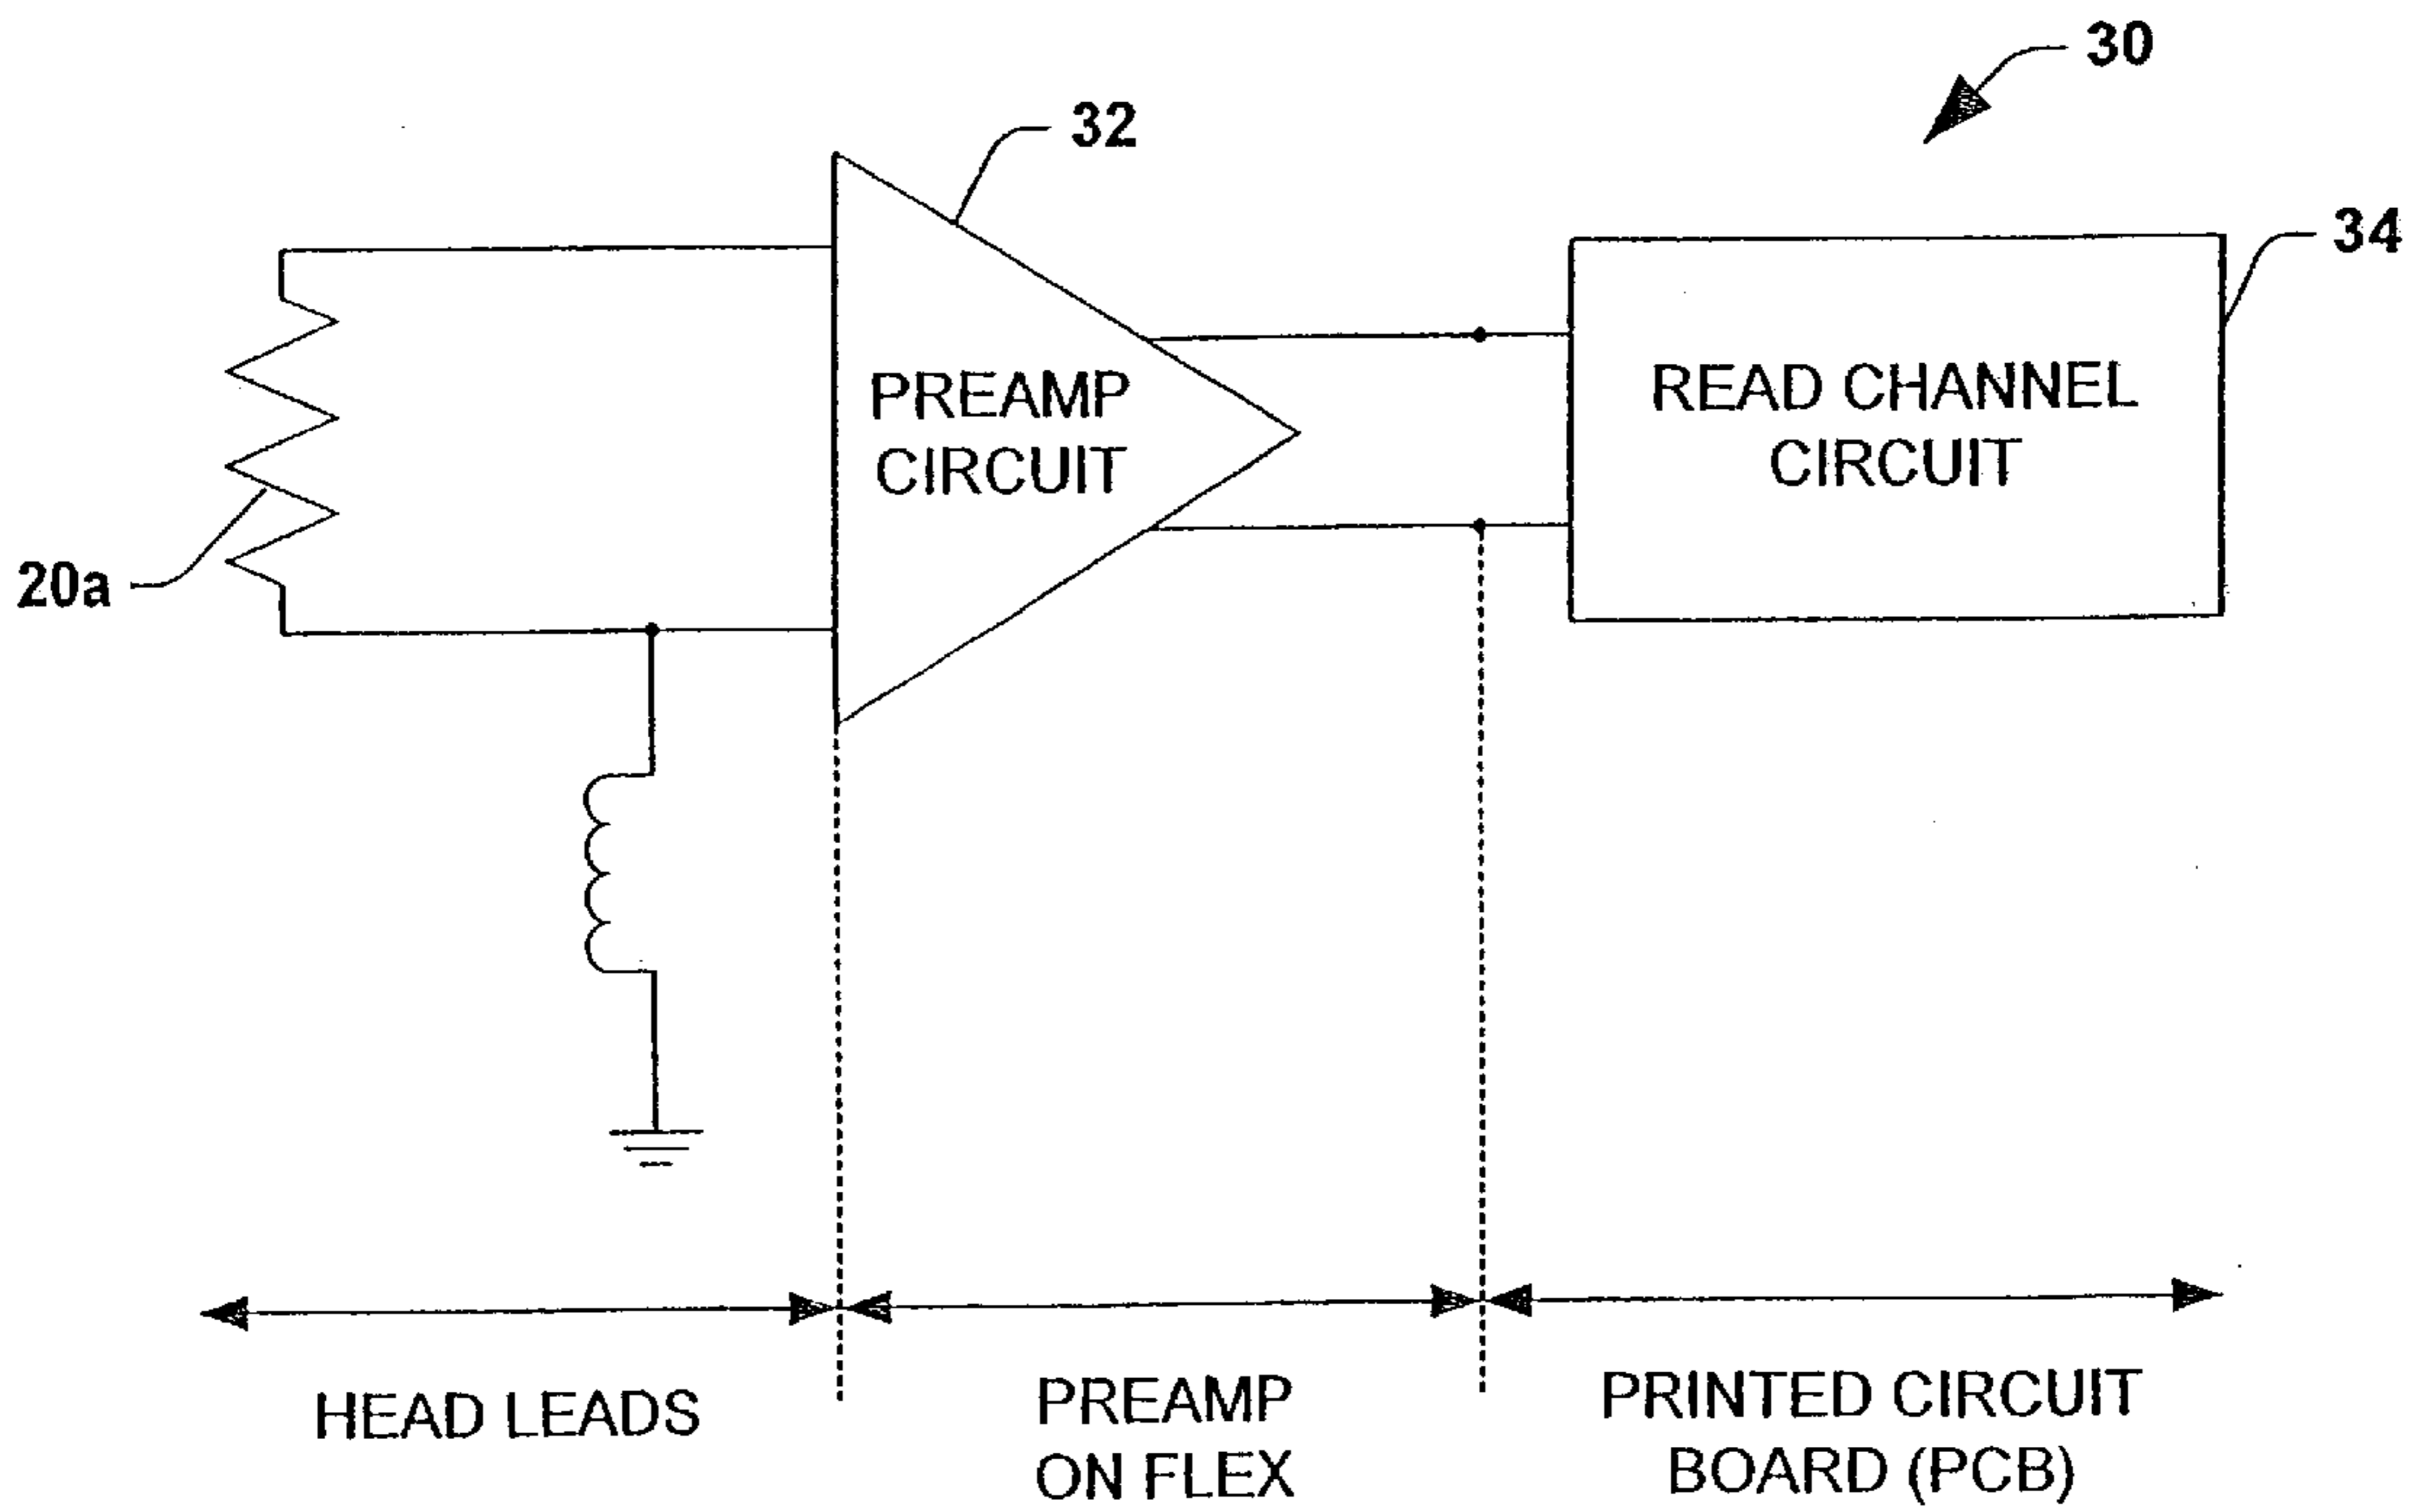 30
32
34
PREAMP
CIRCUIT
READ CHANNEL
CIRCUIT
20a
HEAD LEADS
PREAMP
ON FLEX
PRINTED CIRCUIT
BOARD (PCB)